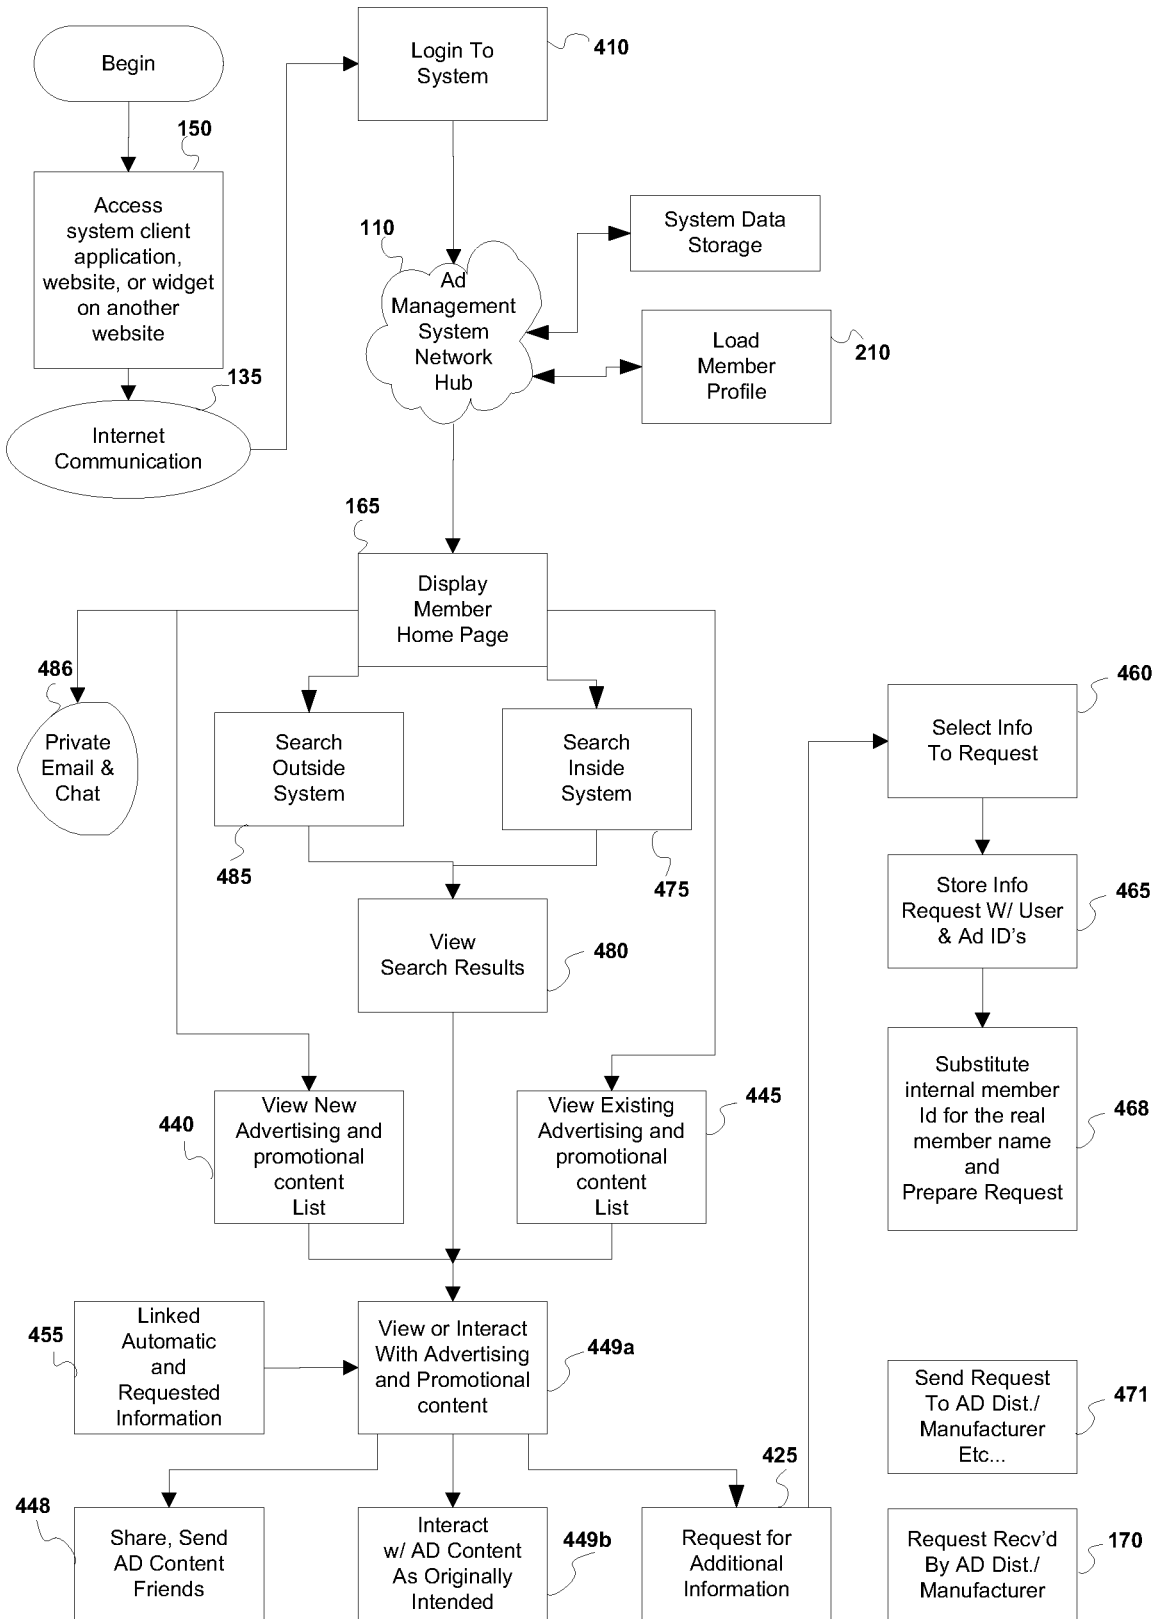 Begin
150
Access
system client
application,
website, or widget
on another
website
135
Internet
Communication
Login To
System
410
110
Ad
Management
System
Network
Hub
System Data
Storage
Load
Member
Profile
210
165
Display
Member
Home Page
486
Private
Email &
Chat
Search
Outside
System
485
Search
Inside
System
475
View
Search Results
480
440
View New
Advertising and
promotional
content
List
View Existing
Advertising and
promotional
content
List
445
455
Linked
Automatic
and
Requested
Information
View or Interact
With Advertising
and Promotional
content
449a
448
Share, Send
AD Content
Friends
Interact
w/ AD Content
As Originally
Intended
449b
425
Request for
Additional
Information
Select Info
To Request
460
Store Info
Request W/ User
& Ad ID's
465
Substitute
internal member
Id for the real
member name
and
Prepare Request
468
Send Request
To AD Dist./
Manufacturer
Etc...
471
Request Recv'd
By AD Dist./
Manufacturer
170